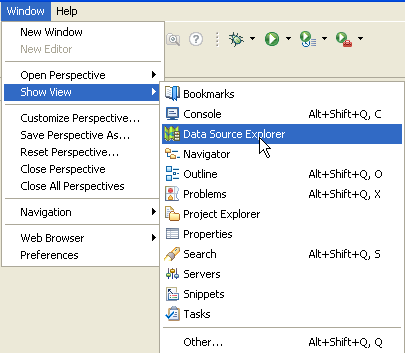 Window Help
New Window
New Editor
Open Perspective
Show View
Customize Perspective...
Save Perspective As...
Reset Perspective...
Close Perspective
Close All Perspectives
Navigation
Web Browser
Preferences
Bookmarks
Console Alt+Shift+Q, C
Data Source Explorer
Navigator
Outline Alt+Shift+Q, O
Problems Alt+Shift+Q, X
Project Explorer
Properties
Search Alt+Shift+Q, S
Servers
Snippets
Tasks
Other... Alt+Shift+Q, Q